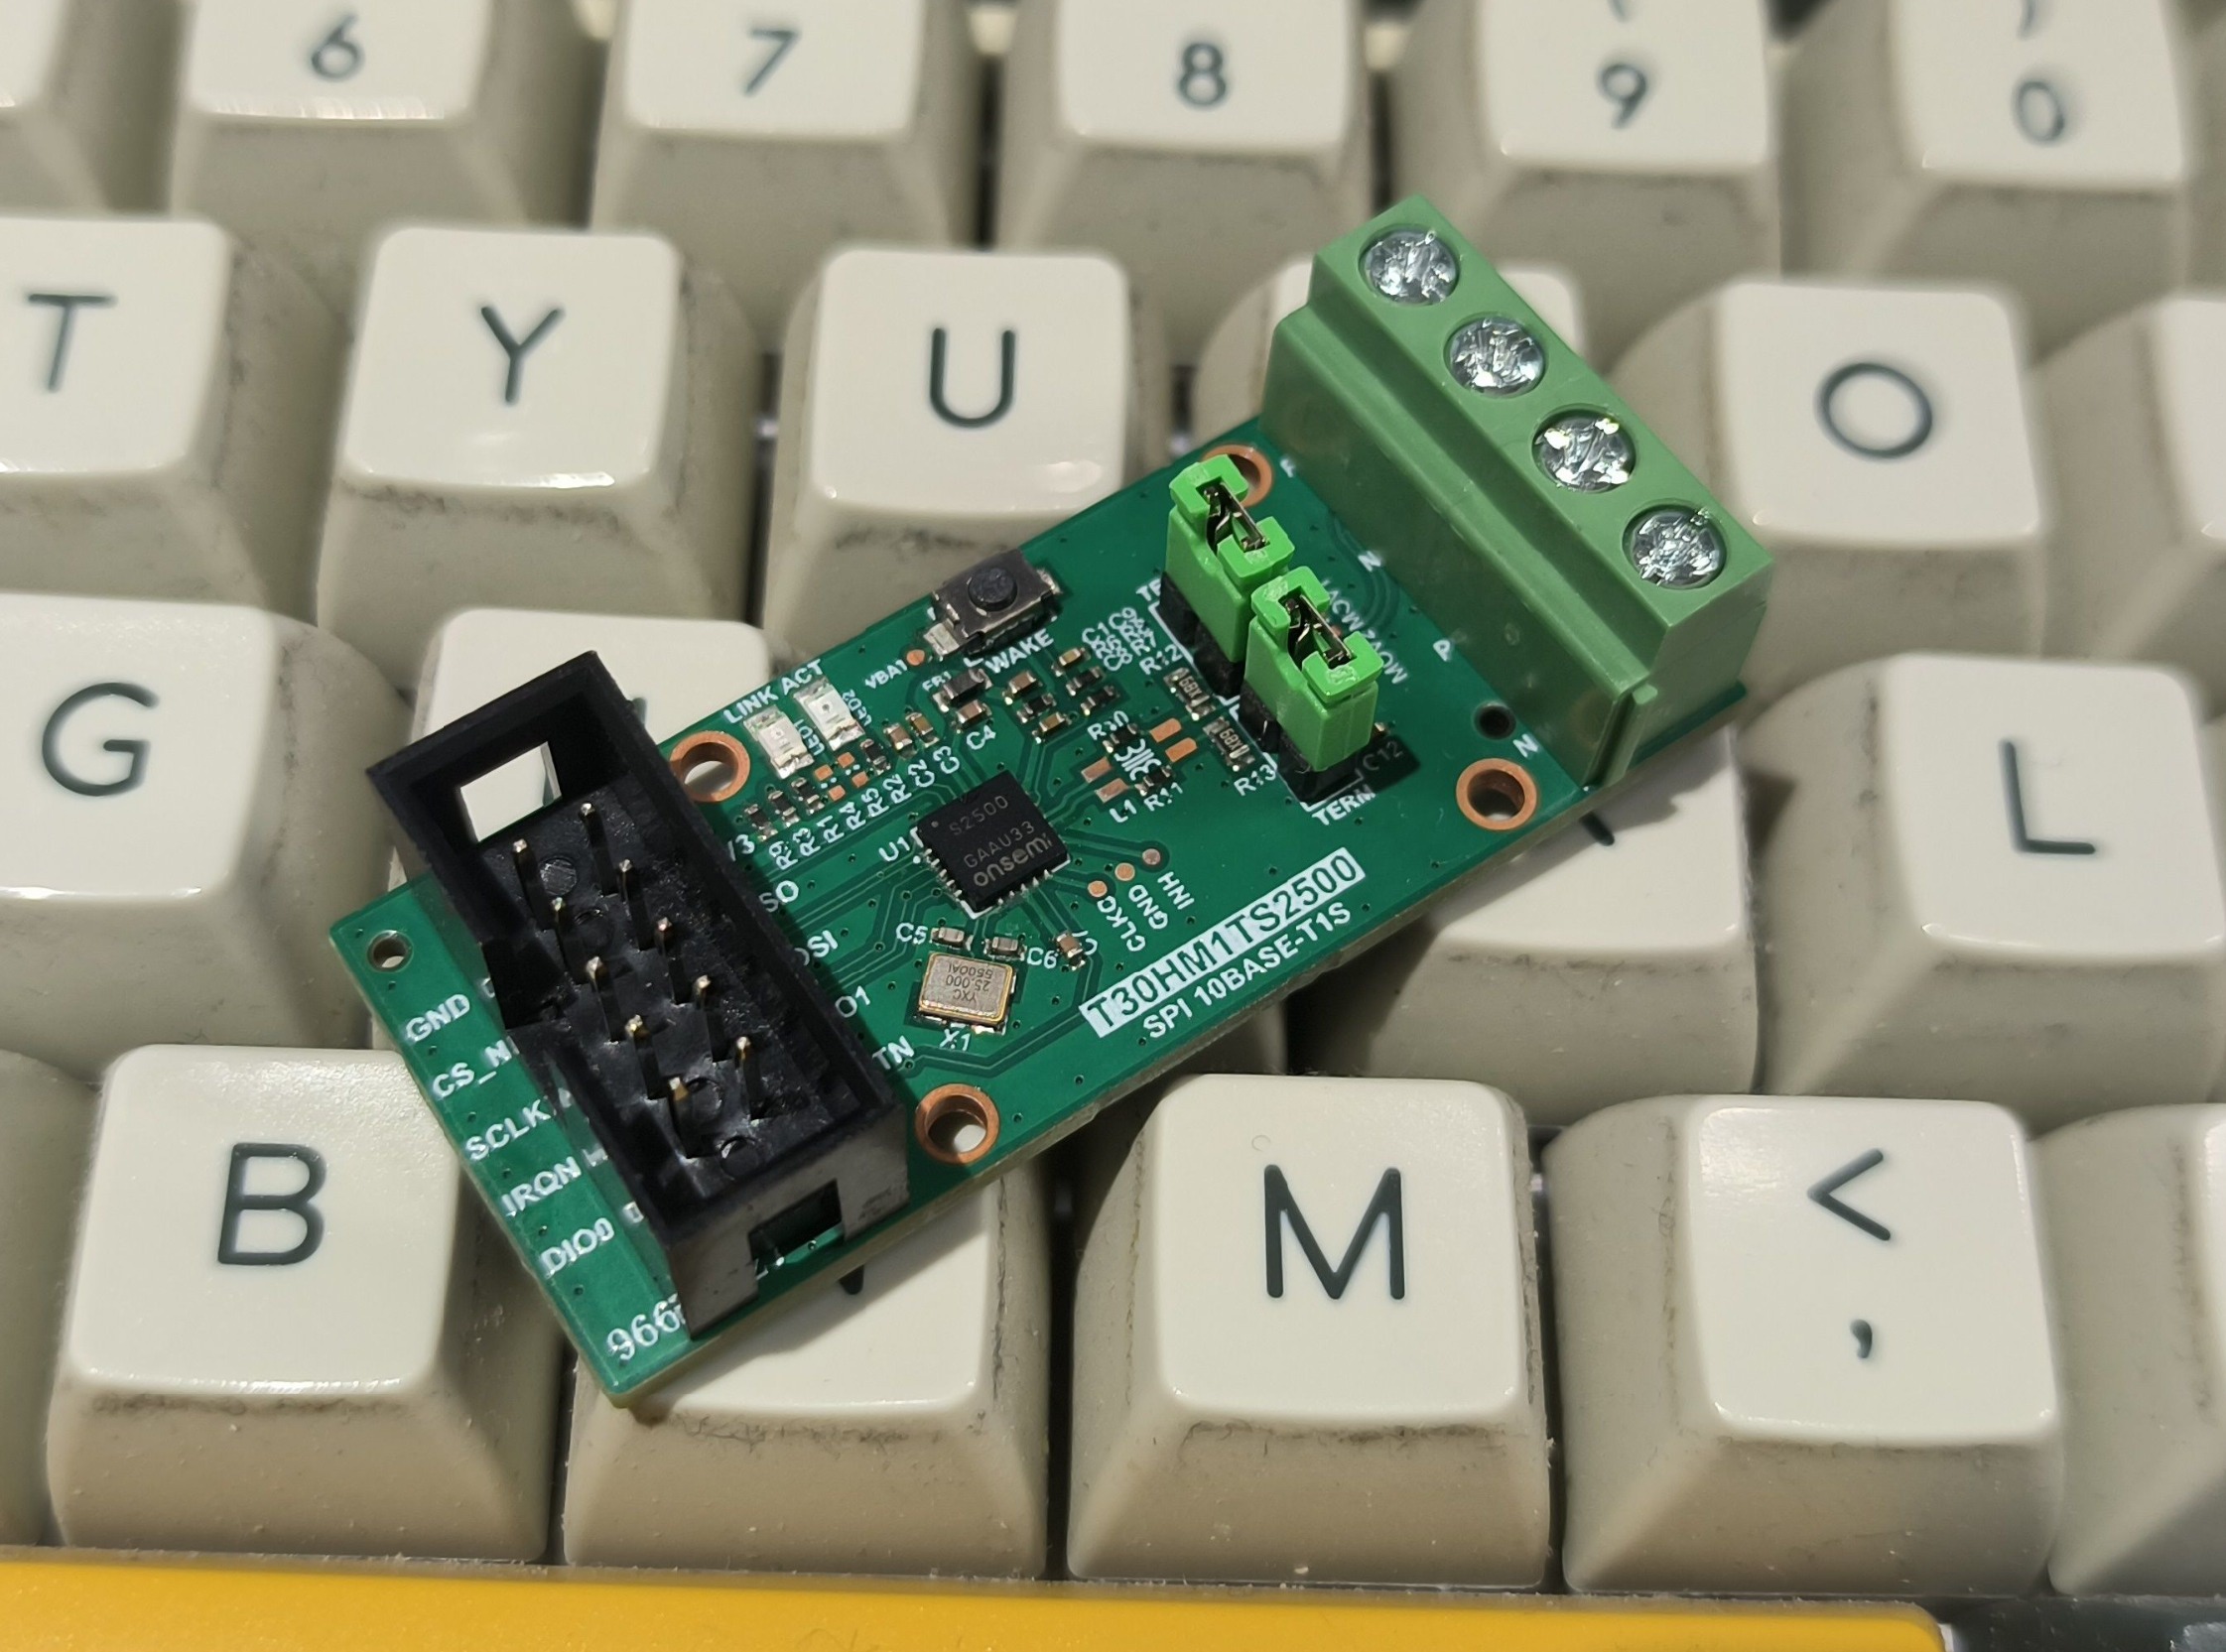 6
7
8
9
0
T
Y
U
O
G
L
B
M
<
,
P
N
P
N
WAKE
VBA1
LINK ACT
LED2
C4
C3
C2
R2
R5
R4
R1
R3
R9
R12
R10
R11
L1
R13
TERM
C12
U1
S2500
GAAU33
onsemi
CLKO
GND
INH
C5
C6
YXC
25.000
5500AI
X1
T30HM1TS2500
SPI 10BASE-T1S
GND
SCLK
IRQN
DIO0